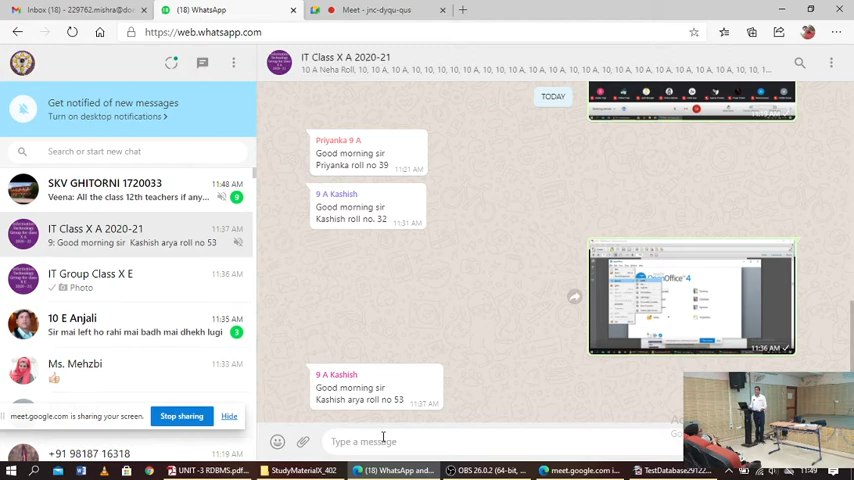 Inbox (18) - 229762.mishra@do
(18) WhatsApp
Meet - jnc-dyqu-qus
https://web.whatsapp.com
IT Class X A 2020-21
10 A Neha Roll, 10, 10 A, 10 A, 10, 10, 10, 10 A, 10, 10, 10 A, 10, 10, 10 A, 10, 10 A, 10, 10 A, 10 A, 10 A, 10, 10, 1...
Get notified of new messages
Turn on desktop notifications >
Search or start new chat
SKV GHITORNI 1720033
11:48 AM
Veena: All the class 12th teachers if any...
9
IT Class X A 2020-21
11:37 AM
9: Good morning sir Kashish arya roll no 53
IT Group Class X E
11:36 AM
Photo
10 E Anjali
11:35 AM
Sir mai left ho rahi mai badh mai dhekh lugi
3
Ms. Mehzbi
11:33 AM
meet.google.com is sharing your screen.
Stop sharing
Hide
+91 98187 16318
11:19 AM
TODAY
Priyanka 9 A
Good morning sir
Priyanka roll no 39
11:21 AM
9 A Kashish
Good morning sir
Kashish roll no. 32
11:31 AM
OpenOffice 4
11:36 AM
9 A Kashish
Good morning sir
Kashish arya roll no 53
11:37 AM
Type a message
UNIT -3 RDBMS.pdf...
StudyMaterialX_402
(18) WhatsApp and...
OBS 26.0.2 (64-bit, ...
meet.google.com i...
TestDatabase29122...
11:49